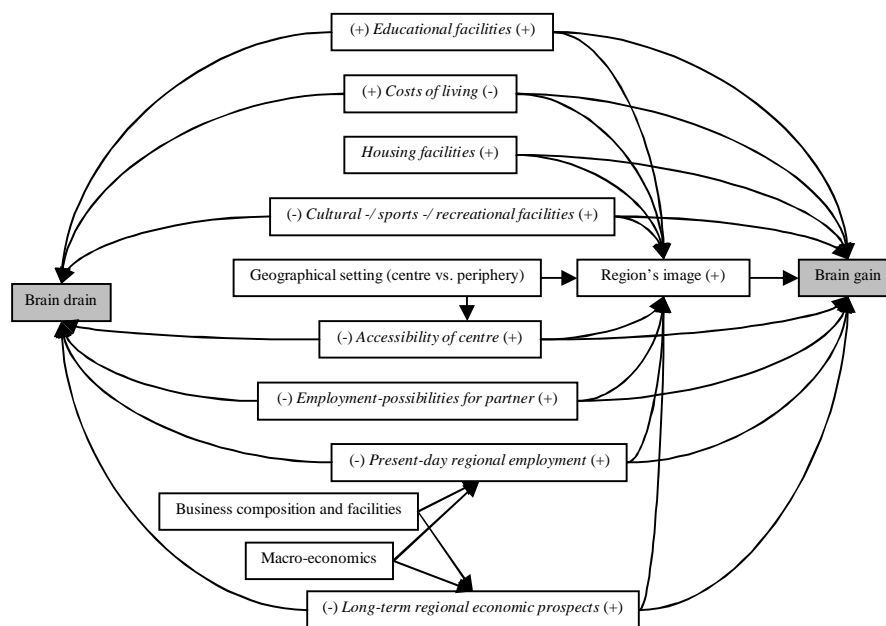 (+) Educational facilities (+)
(+) Costs of living (-)
Housing facilities (+)
(-) Cultural -/ sports -/ recreational facilities (+)
Geographical setting (centre vs. periphery)
Region's image (+)
Brain gain
Brain drain
(-) Accessibility of centre (+)
(-) Employment-possibilities for partner (+)
(-) Present-day regional employment (+)
Business composition and facilities
Macro-economics
(-) Long-term regional economic prospects (+)